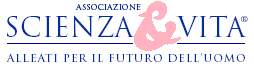 ASSOCIAZIONE
SCIENZA & VITA®
ALLEATI PER IL FUTURO DELL'UOMO